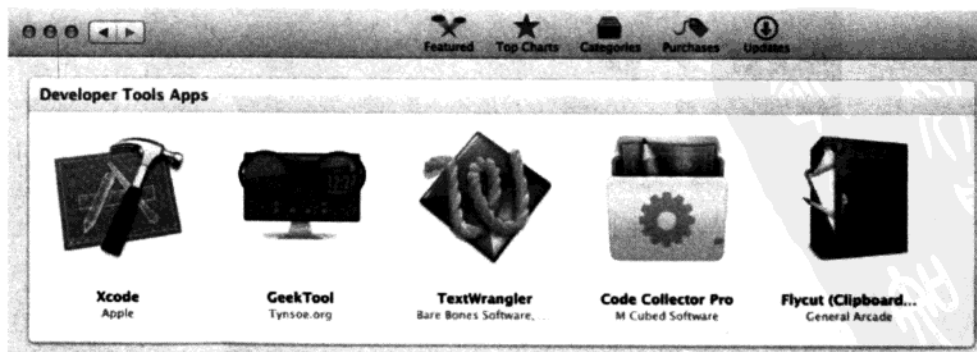 Featured Top Charts Categories Purchases Updates
Developer Tools Apps
Xcode GeekTool TextWrangler Code Collector Pro Flycut (Clipboard...
Apple Tynsoe.org Bare Bones Software, ... M Cubed Software General Arcade